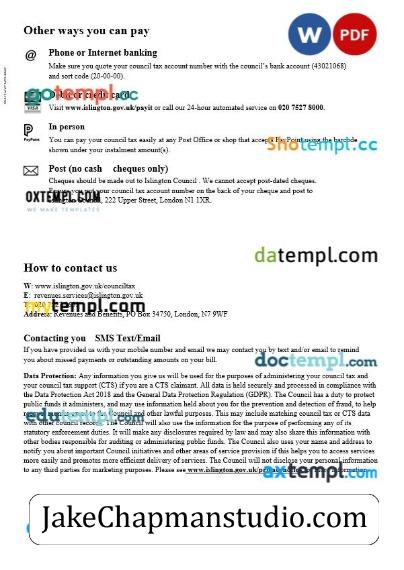 Other ways you can pay
W PDF
@ Phone or Internet banking
Make sure you quote your council tax account number with the council's bank account (43021068)
and sort code (20-00-00).
gotempl.cc
Debit or credit card
VISA Visit www.islington.gov.uk/payit or call our 24-hour automated service on 020 7527 8000.
In person
PayPoint
You can pay your council tax easily at any Post Office or shop that accepts PayPoint using the barcode
shown under your instalment amount(s).
Shotempl.cc
Post (no cash cheques only)
Cheques should be made out to Islington Council . We cannot accept post-dated cheques.
Ensure you put your council tax account number on the back of your cheque and post to
Islington Council, 222 Upper Street, London N1 1XR.
OXTEMPL.COM
WE MAKE TEMPLATES
datempl.com
How to contact us
W: www.islington.gov.uk/counciltax
E: revenues.services@islington.gov.uk
mytempl.com
Address: Revenues and Benefits, PO Box 34750, London, N7 9WF
Contacting you SMS Text/Email
If you have provided us with your mobile number and email we may contact you by text and/or email to remind
you about missed payments or outstanding amounts on your bill.
doctempl.com
Data Protection: Any information you give us will be used for the purposes of administering your council tax and
your council tax support (CTS) if you are a CTS claimant. All data is held securely and processed in compliance with
the Data Protection Act 2018 and the General Data Protection Regulation (GDPR). The Council has a duty to protect
public funds it administers, and may use information held about you for the prevention and detection of fraud, to help
to the Council and other lawful purposes. This may include matching council tax or CTS data
with other council records. The Council will also use the information for the purpose of performing any of its
edutempl.com
statutory enforcement duties. It will make any disclosures required by law and may also share this information with
other bodies responsible for auditing or administering public funds. The Council also uses your name and address to
notify you about important Council initiatives and other areas of service provision if this helps you to access services
more easily and promotes more efficient delivery of services. The Council will not disclose your personal information
to any third parties for marketing purposes. Please see www.islington.gov.uk/
axtempl.com
JakeChapmanstudio.com